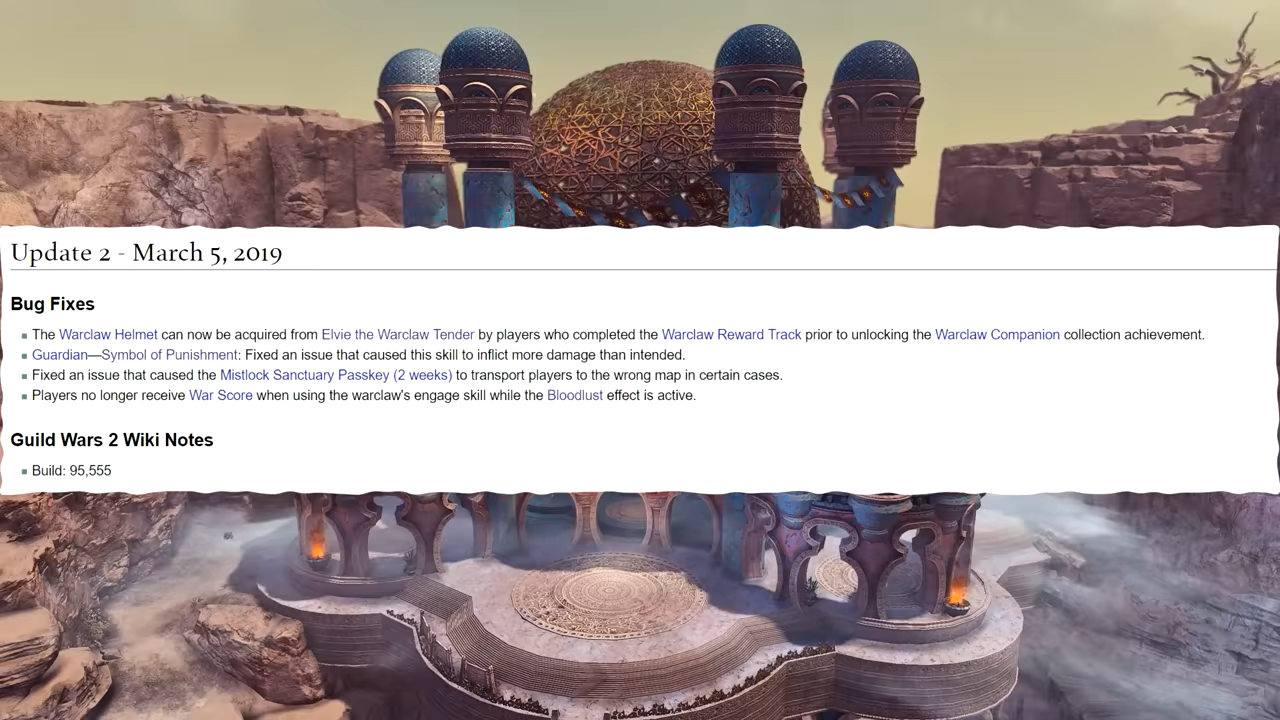 Update 2 - March 5, 2019
Bug Fixes
The Warclaw Helmet can now be acquired from Elvie the Warclaw Tender by players who completed the Warclaw Reward Track prior to unlocking the Warclaw Companion collection achievement.
Guardian—Symbol of Punishment: Fixed an issue that caused this skill to inflict more damage than intended.
Fixed an issue that caused the Mistlock Sanctuary Passkey (2 weeks) to transport players to the wrong map in certain cases.
Players no longer receive War Score when using the warclaw's engage skill while the Bloodlust effect is active.
Guild Wars 2 Wiki Notes
Build: 95,555